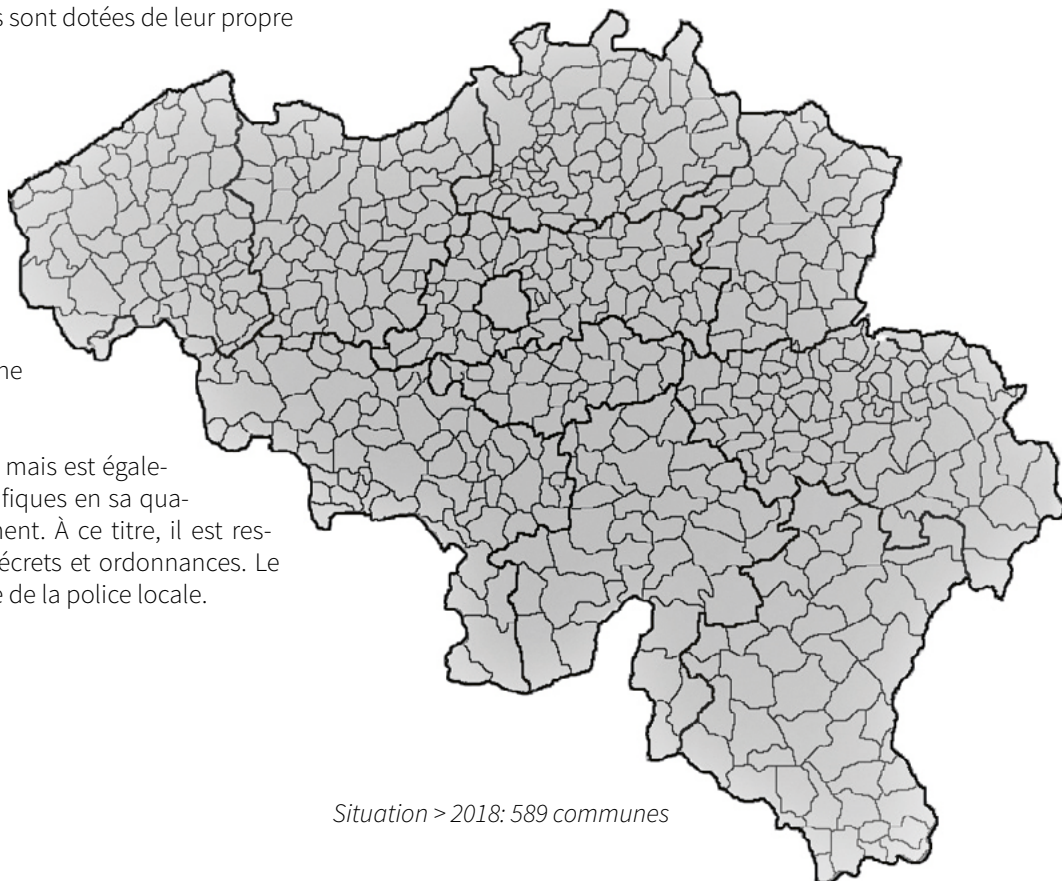 s sont dotées de leur propre
ne
mais est égale-
fiques en sa qua-
ent. À ce titre, il est res-
écrets et ordonnances. Le
e de la police locale.
Situation > 2018: 589 communes